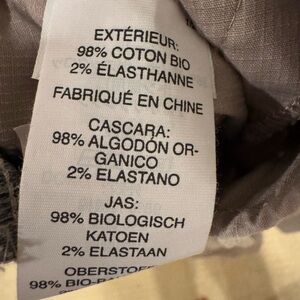 EXTÉRIEUR:
98% COTON BIO
2% ÉLASTHANNE
FABRIQUÉ EN CHINE
CASCARA:
98% ALGODÓN OR-
GANICO
2% ELASTANO
JAS:
98% BIOLOGISCH
KATOEN
2% ELASTAAN
98%